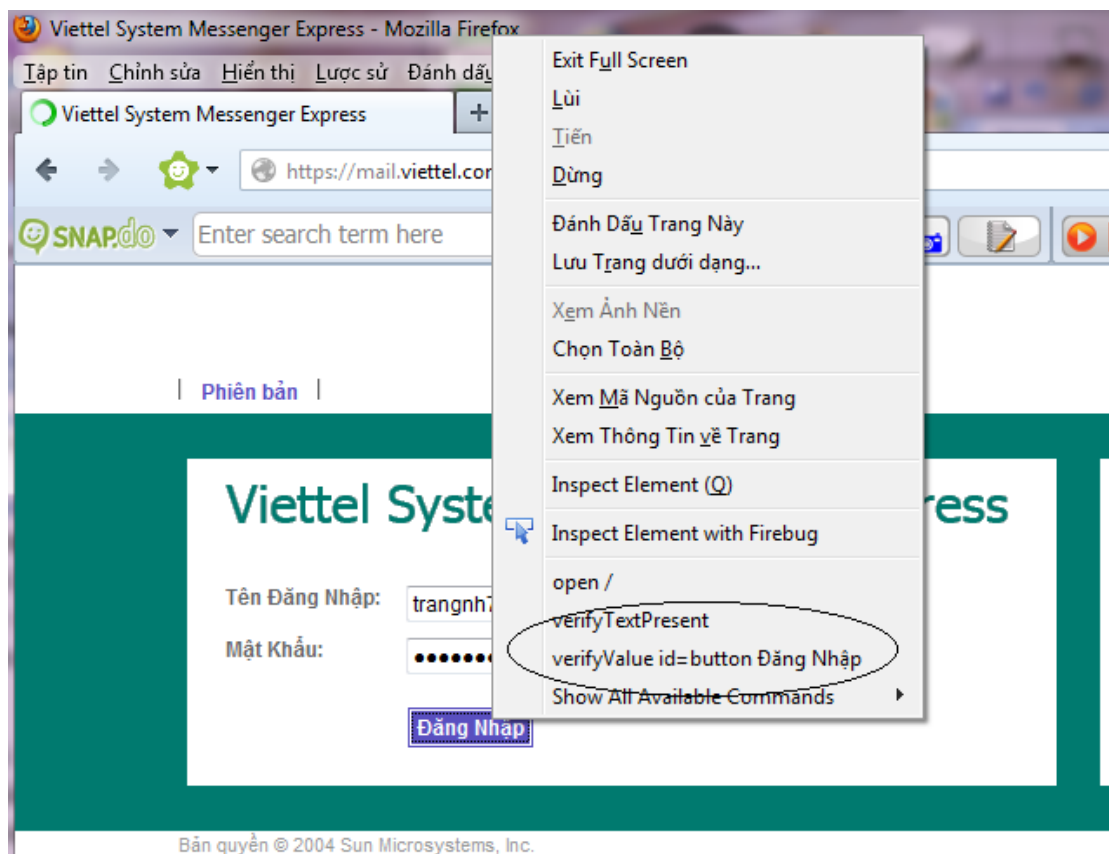 Viettel System Messenger Express - Mozilla Firefox
Tập tin Chỉnh sửa Hiển thị Lược sử Đánh dấu
Viettel System Messenger Express
https://mail.viettel.cor
SNAP.do Enter search term here
Exit Full Screen
Lùi
Tiến
Dừng
Đánh Dấu Trang Này
Lưu Trang dưới dạng...
Xem Ảnh Nền
Chọn Toàn Bộ
Xem Mã Nguồn của Trang
Xem Thông Tin về Trang
Inspect Element (Q)
Inspect Element with Firebug
open /
verifyTextPresent
verifyValue id=button Đăng Nhập
Show All Available Commands
| Phiên bản |
Viettel Syste ress
Tên Đăng Nhập: trangnh7
Mật Khẩu:
Đăng Nhập
Bản quyền © 2004 Sun Microsystems, Inc.